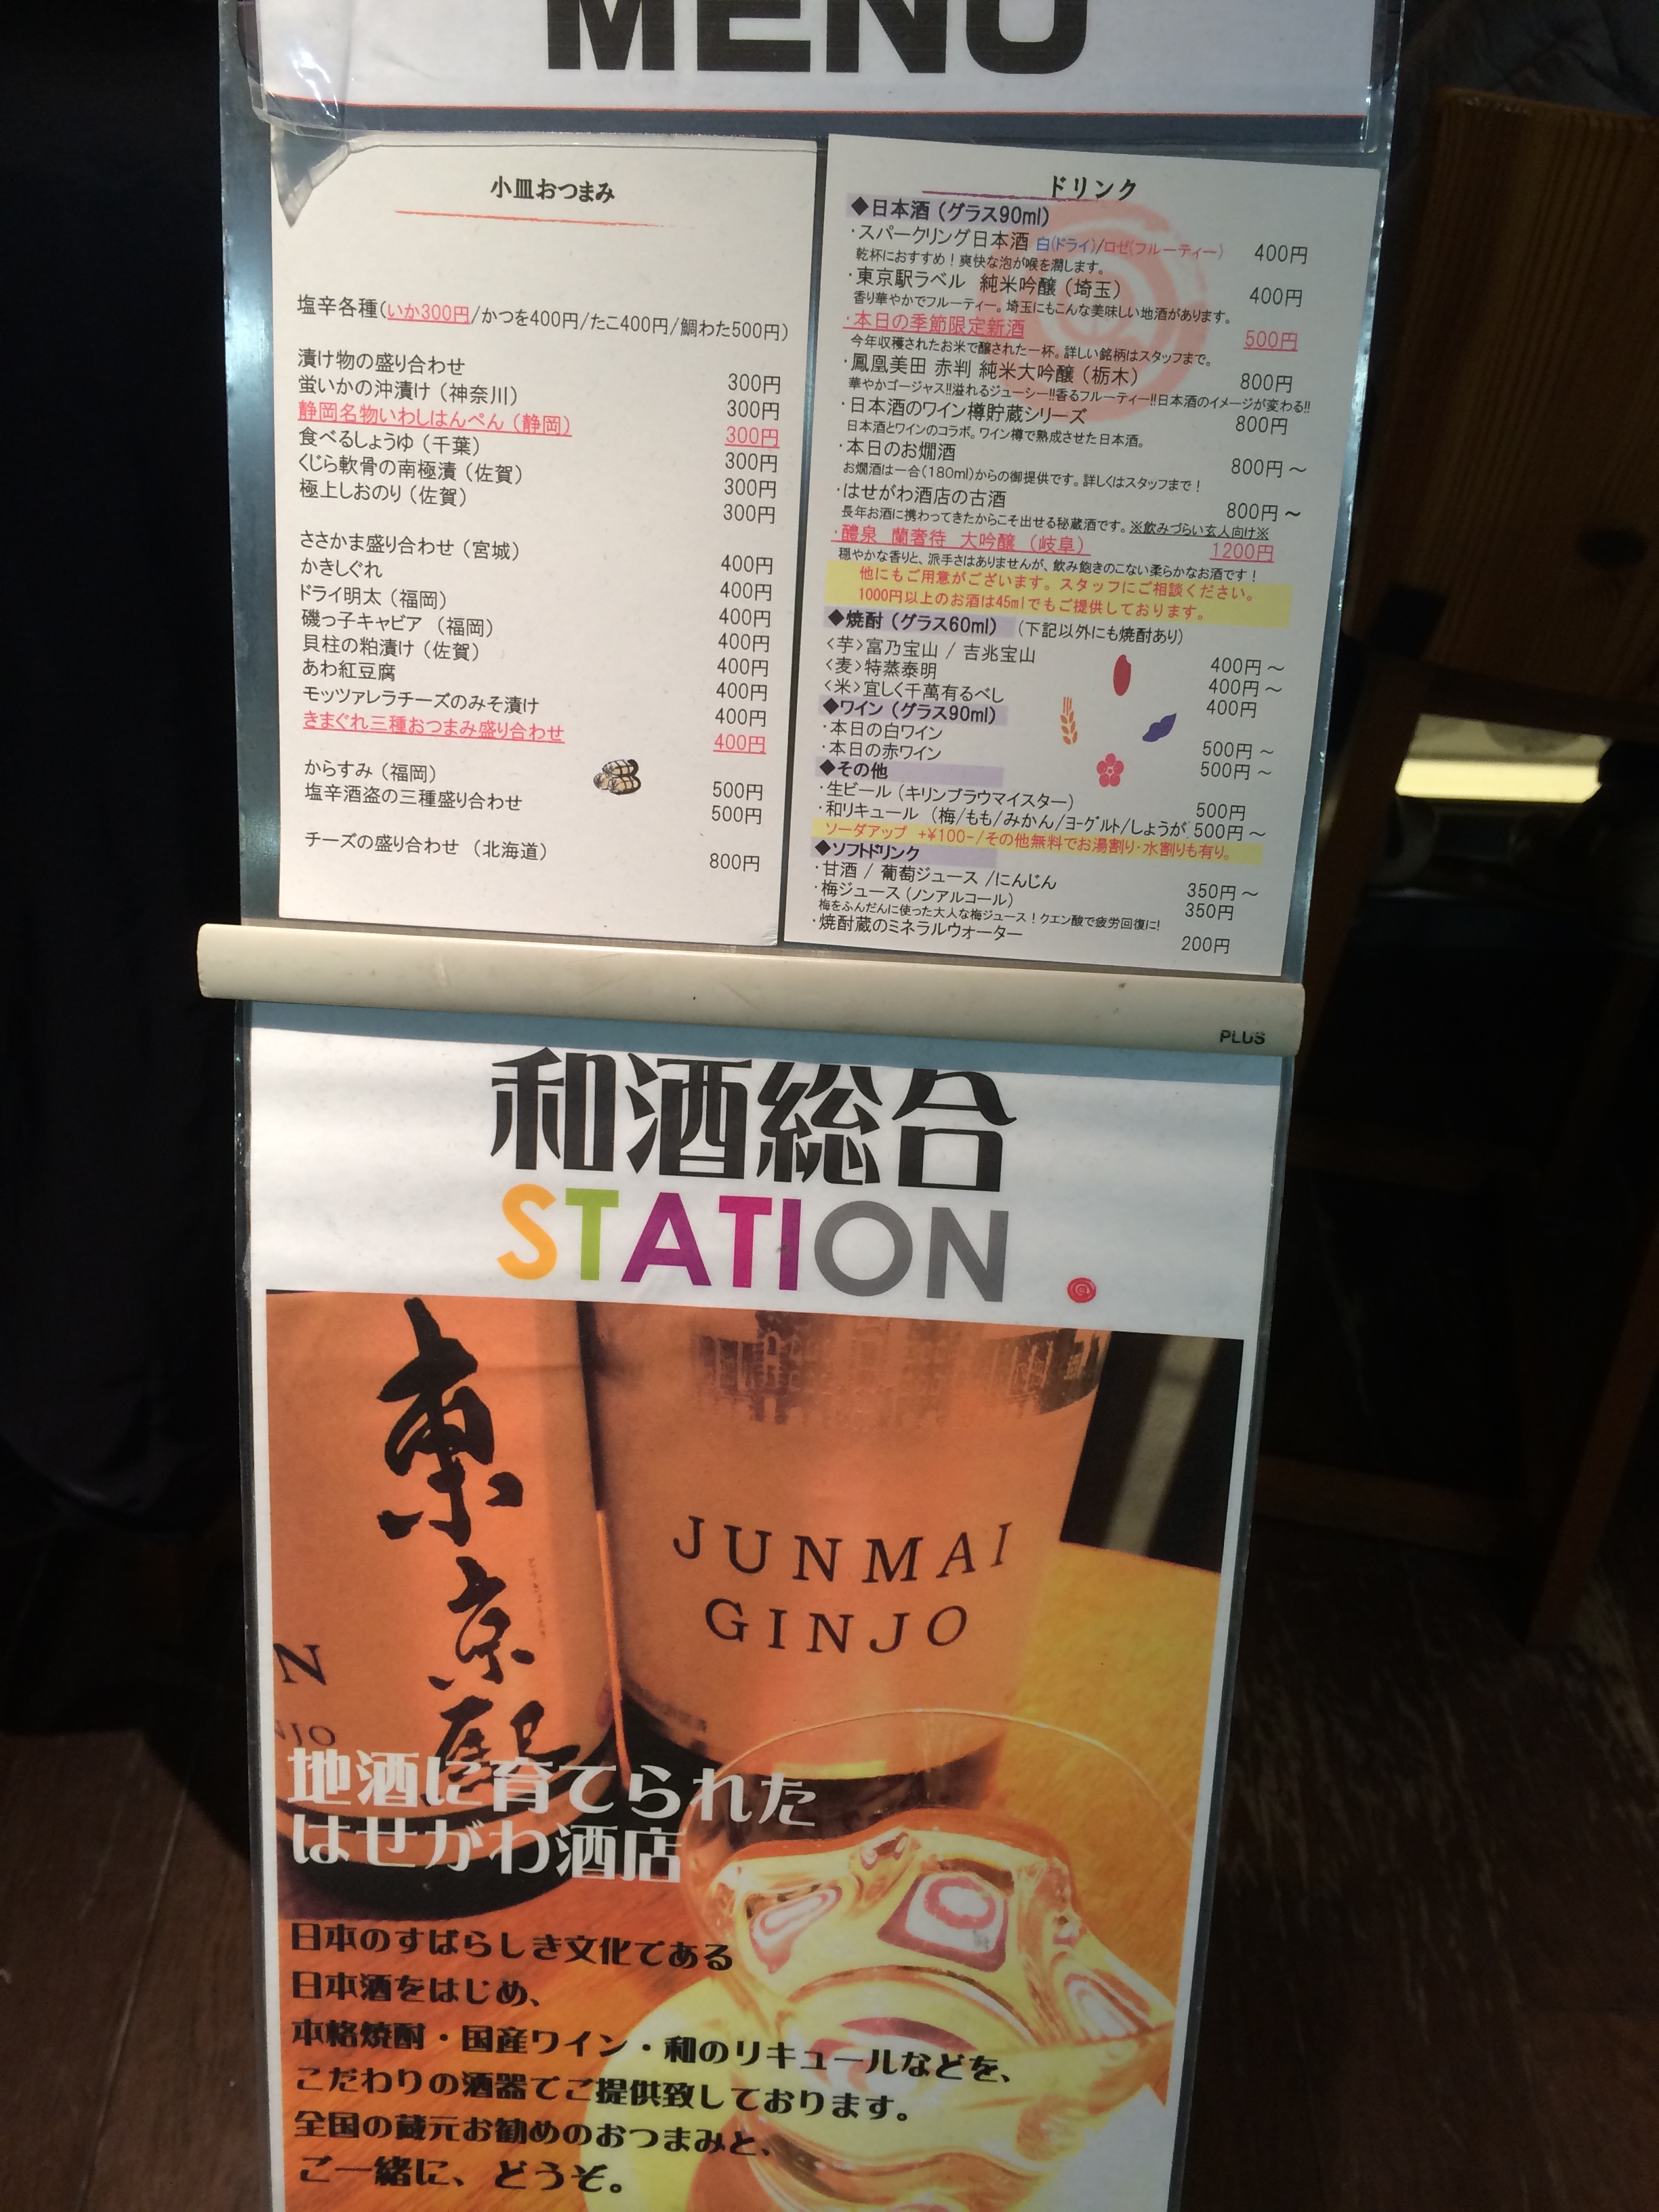 MENU
小皿おつまみ
塩辛各種(いか300円/かつを400円/たこ400円/鯛わた500円)
漬け物の盛り合わせ 300円
蛍いかの沖漬け(神奈川) 300円
静岡名物いわしはんぺん(静岡) 300円
食べるしょうゆ(千葉) 300円
くじら軟骨の南極漬(佐賀) 300円
極上しおのり(佐賀) 300円
ささかま盛り合わせ(宮城) 400円
かきしぐれ 400円
ドライ明太(福岡) 400円
磯っ子キャビア (福岡) 400円
貝柱の粕漬け(佐賀) 400円
あわ紅豆腐 400円
モッツァレラチーズのみそ漬け 400円
きまぐれ三種おつまみ盛り合わせ 400円
からすみ(福岡) 500円
塩辛酒盗の三種盛り合わせ 500円
チーズの盛り合わせ (北海道) 800円
ドリンク
◆日本酒(グラス90ml)
・スパークリング日本酒 白(ドライ)/ロゼ(フルーティー) 400円
乾杯におすすめ!爽快な泡が喉を潤します。
・東京駅ラベル 純米吟醸(埼玉) 400円
香り華やかでフルーティー。埼玉にもこんな美味しい地酒があります。
・本日の季節限定新酒 500円
今年収穫されたお米で醸された一杯。詳しい銘柄はスタッフまで。
・鳳凰美田 赤判 純米大吟醸(栃木) 800円
華やかゴージャス!!溢れるジューシー!!香るフルーティー!!日本酒のイメージが変わる!!
・日本酒のワイン樽貯蔵シリーズ 800円
日本酒とワインのコラボ。ワイン樽で熟成させた日本酒。
・本日のお燗酒 800円～
お燗酒は一合(180ml)からの御提供です。詳しくはスタッフまで!
・はせがわ酒店の古酒 800円～
長年お酒に携わってきたからこそ出せる秘蔵酒です。※飲みづらい玄人向け※
・醴泉 蘭奢待 大吟醸 (岐阜) 1200円
穏やかな香りと、派手さはありませんが、飲み飽きのこない柔らかなお酒です!
他にもご用意がございます。スタッフにご相談ください。
1000円以上のお酒は45mlでもご提供しております。
◆焼酎(グラス60ml) (下記以外にも焼酎あり)
<芋>富乃宝山 / 吉兆宝山 400円～
<麦>特蒸泰明 400円～
<米>宜しく千萬有るべし 400円
◆ワイン(グラス90ml)
・本日の白ワイン 500円～
・本日の赤ワイン 500円～
◆その他
・生ビール(キリンブラウマイスター) 500円
・和リキュール (梅/もも/みかん/ヨーグルト/しょうが 500円～
ソーダアップ +¥100-/その他無料でお湯割り・水割りも有り。
◆ソフトドリンク
・甘酒 / 葡萄ジュース /にんじん 350円～
・梅ジュース(ノンアルコール) 350円
梅をふんだんに使った大人な梅ジュース!クエン酸で疲労回復に!
・焼酎蔵のミネラルウォーター 200円
PLUS
和酒総合
STATION
東京駅
JUNMAI
GINJO
N
NJO
地酒に育てられた
はせがわ酒店
日本のすばらしき文化である
日本酒をはじめ、
本格焼酎・国産ワイン・和のリキュールなどを、
こだわりの酒器でご提供致しております。
全国の蔵元お勧めのおつまみと、
ご一緒に、どうぞ。